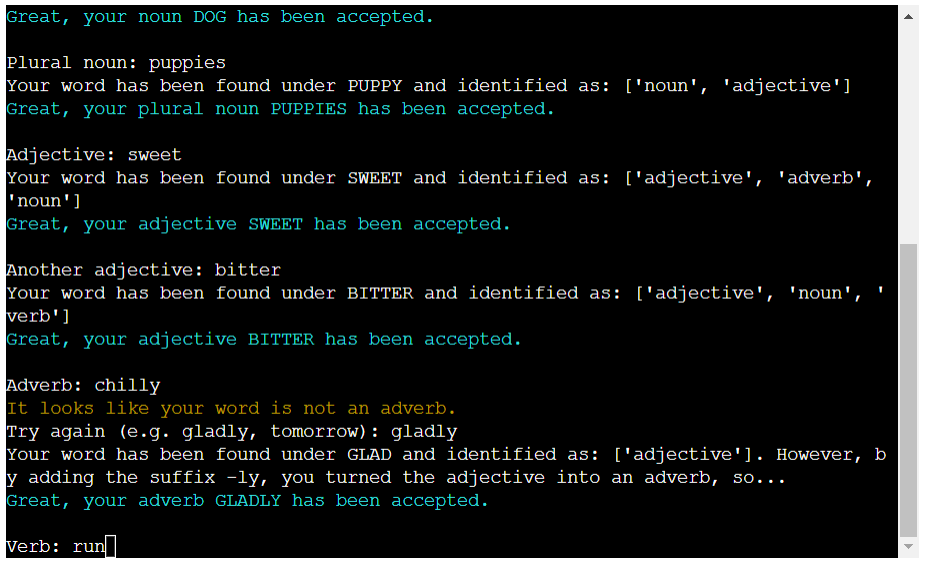 Great, your noun DOG has been accepted.
Plural noun: puppies
Your word has been found under PUPPY and identified as: ['noun', 'adjective']
Great, your plural noun PUPPIES has been accepted.
Adjective: sweet
Your word has been found under SWEET and identified as: ['adjective', 'adverb',
'noun']
Great, your adjective SWEET has been accepted.
Another adjective: bitter
Your word has been found under BITTER and identified as: ['adjective', 'noun', '
verb']
Great, your adjective BITTER has been accepted.
Adverb: chilly
It looks like your word is not an adverb.
Try again (e.g. gladly, tomorrow): gladly
Your word has been found under GLAD and identified as: ['adjective']. However, b
y adding the suffix -ly, you turned the adjective into an adverb, so...
Great, your adverb GLADLY has been accepted.
Verb: run